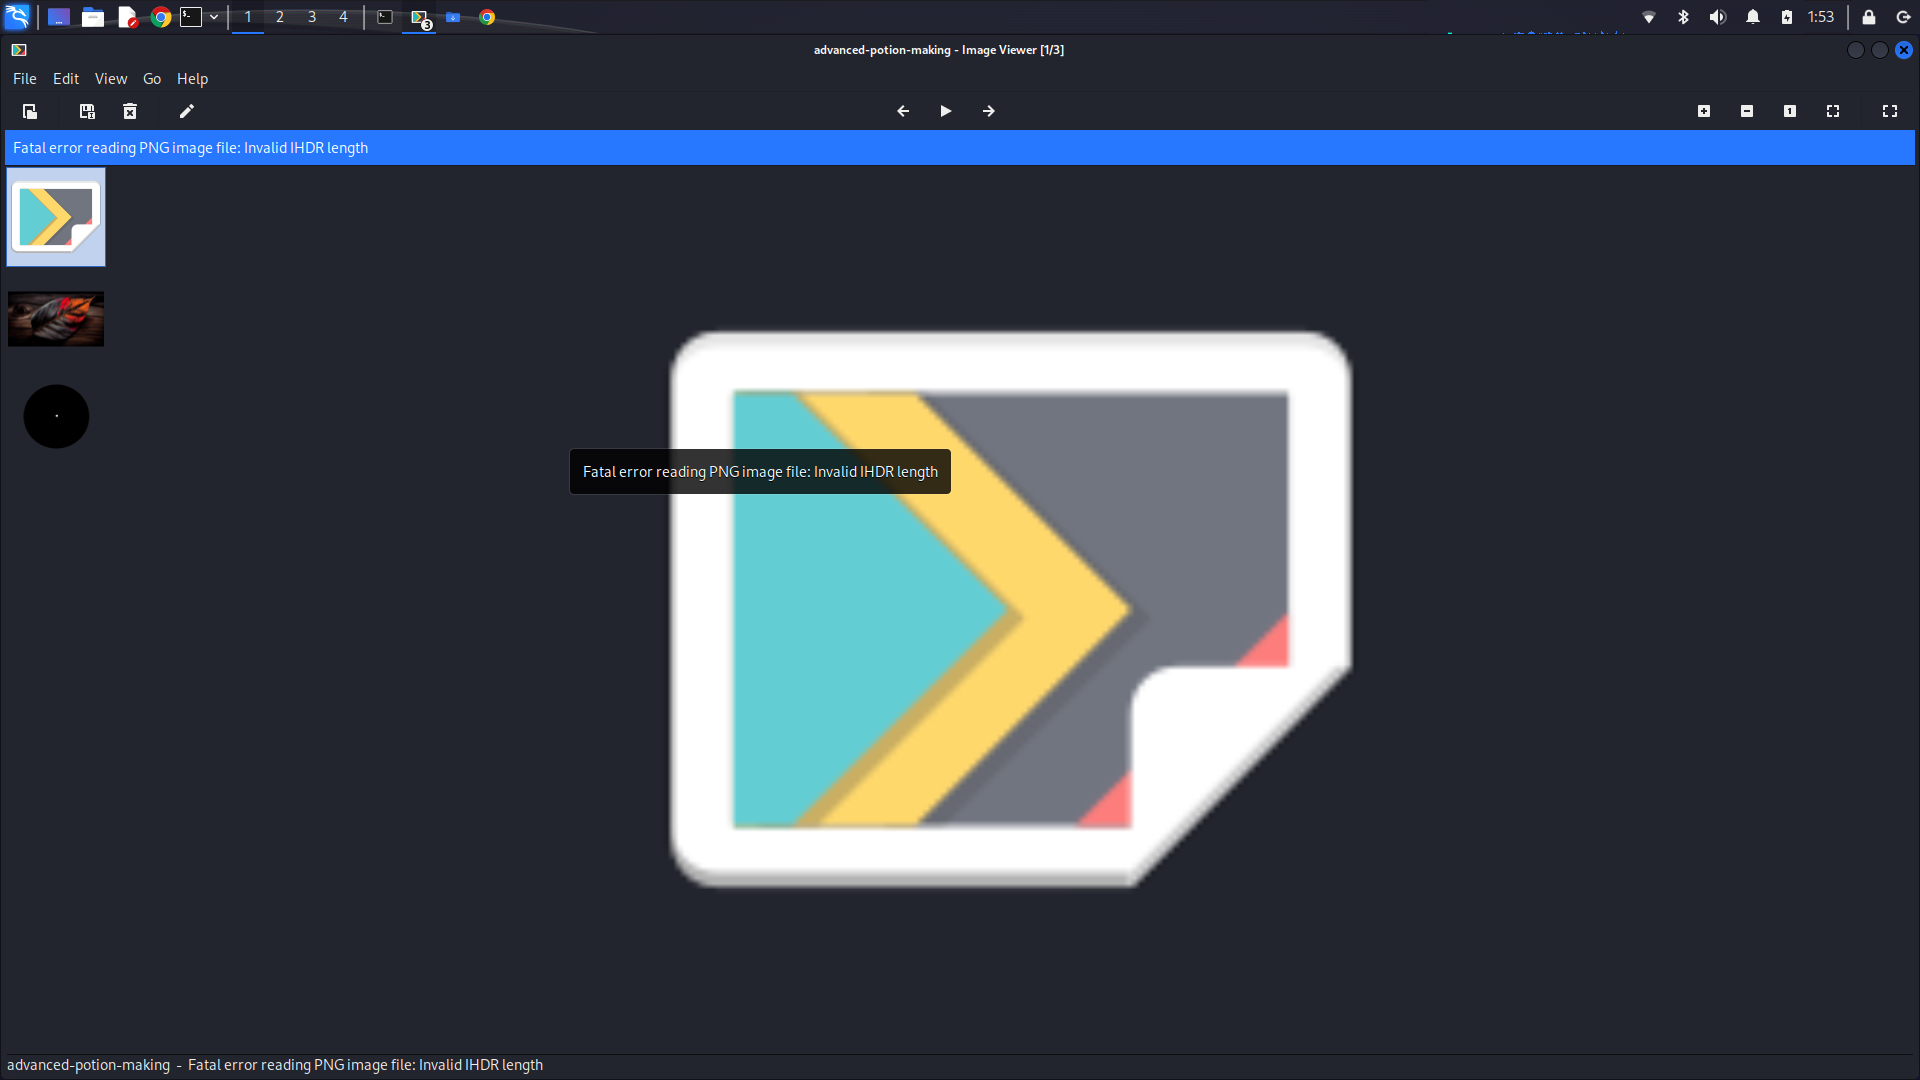 1 2 3 4
3
1:53
advanced-potion-making - Image Viewer [1/3]
File Edit View Go Help
Fatal error reading PNG image file: Invalid IHDR length
Fatal error reading PNG image file: Invalid IHDR length
advanced-potion-making - Fatal error reading PNG image file: Invalid IHDR length